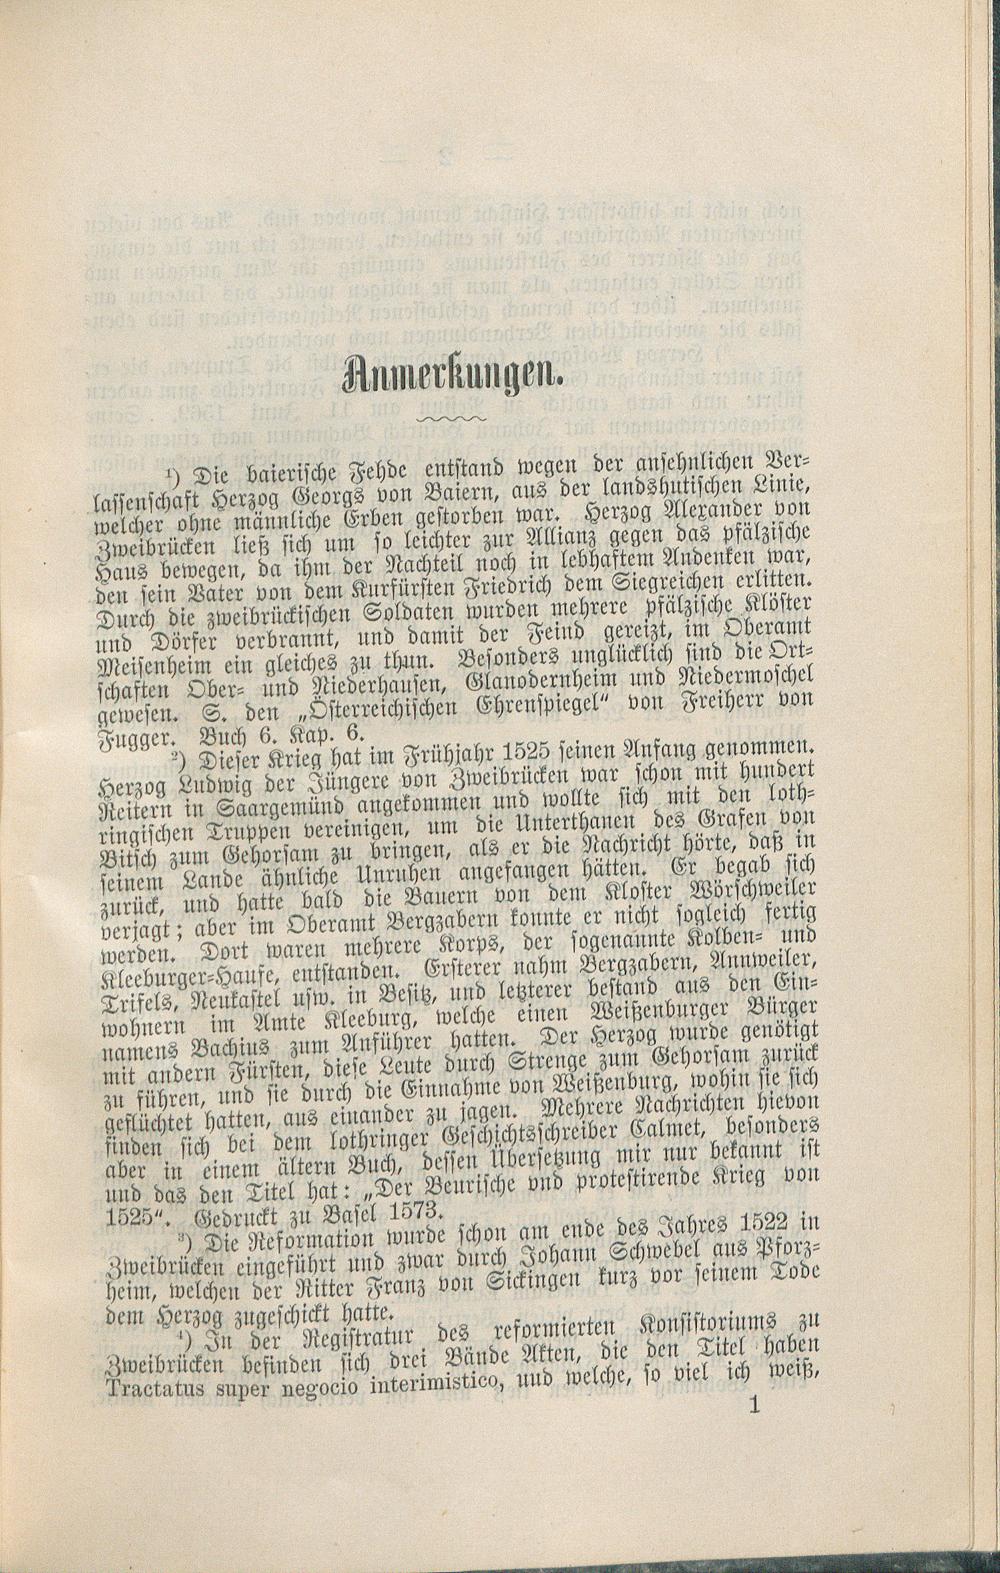 Anmerkungen.
¹) Die baierische Fehde entstand wegen der ansehnlichen Ver-
lassenschaft Herzog Georgs von Baiern, aus der landshutischen Linie,
welcher ohne männliche Erben gestorben war. Herzog Alexander von
Zweibrücken ließ sich um so leichter zur Allianz gegen das pfälzische
Haus bewegen, da ihm der Nachteil noch in lebhaftem Andenken war,
den sein Vater von dem Kurfürsten Friedrich dem Siegreichen erlitten.
Durch die zweibrückischen Soldaten wurden mehrere pfälzische Klöster
und Dörfer verbrannt, und damit der Feind gereizt, im Oberamt
Meisenheim ein gleiches zu thun. Besonders unglücklich sind die Ort-
schaften Ober- und Niederhausen, Glanodernheim und Niedermoschel
gewesen. S. den „Österreichischen Ehrenspiegel“ von Freiherr von
Fugger. Buch 6. Kap. 6.
²) Dieser Krieg hat im Frühjahr 1525 seinen Anfang genommen.
Herzog Ludwig der Jüngere von Zweibrücken war schon mit hundert
Reitern in Saargemünd angekommen und wollte sich mit den loth-
ringischen Truppen vereinigen, um die Unterthanen des Grafen von
Bitsch zum Gehorsam zu bringen, als er die Nachricht hörte, daß in
seinem Lande ähnliche Unruhen angefangen hätten. Er begab sich
zurück, und hatte bald die Bauern von dem Kloster Wörschweiler
verjagt; aber im Oberamt Bergzabern konnte er nicht sogleich fertig
werden. Dort waren mehrere Korps, der sogenannte Kolben- und
Kleeburger-Haufe, entstanden. Ersterer nahm Bergzabern, Annweiler,
Trifels, Neukastel usw. in Besitz, und letzterer bestand aus den Ein-
wohnern im Amte Kleeburg, welche einen Weißenburger Bürger
namens Bachius zum Anführer hatten. Der Herzog wurde genötigt
mit andern Fürsten, diese Leute durch Strenge zum Gehorsam zurück
zu führen, und sie durch die Einnahme von Weißenburg, wohin sie sich
geflüchtet hatten, aus einander zu jagen. Mehrere Nachrichten hievon
finden sich bei dem lothringer Geschichtsschreiber Calmet, besonders
aber in einem ältern Buch, dessen Übersetzung mir nur bekannt ist
und das den Titel hat: „Der Beurische vnd protestirende Krieg von
1525“. Gedruckt zu Basel 1573.
³) Die Reformation wurde schon am ende des Jahres 1522 in
Zweibrücken eingeführt und zwar durch Johann Schwebel aus Pforz-
heim, welchen der Ritter Franz von Sickingen kurz vor seinem Tode
dem Herzog zugeschickt hatte.
⁴) In der Registratur des reformierten Konsistoriums zu
Zweibrücken befinden sich drei Bände Akten, die den Titel haben
Tractatus super negocio interimistico, und welche, so viel ich weiß,
1